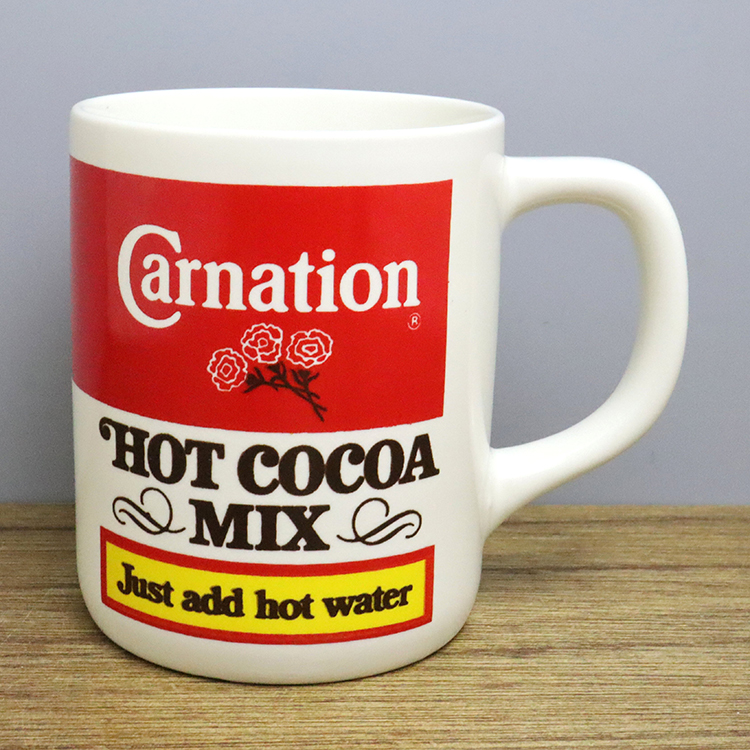 Carnation
®
HOT COCOA
MIX
Just add hot water